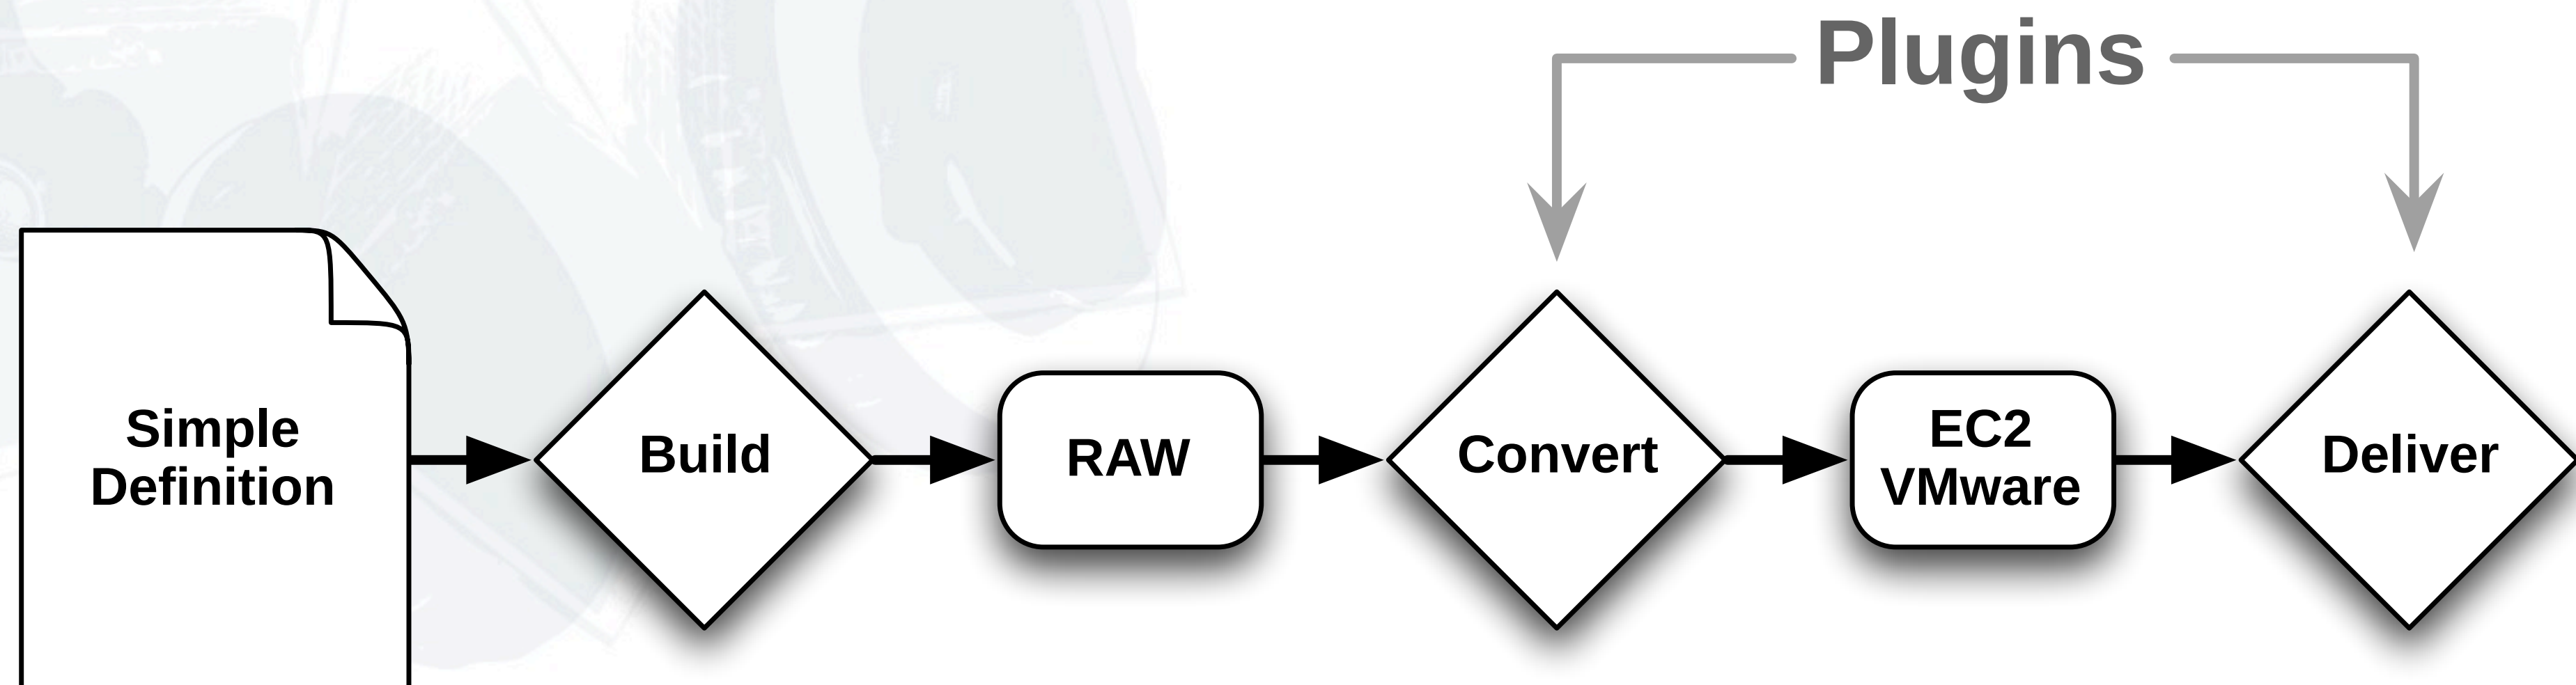 Plugins
Simple
Definition
Build
RAW
Convert
EC2
VMware
Deliver